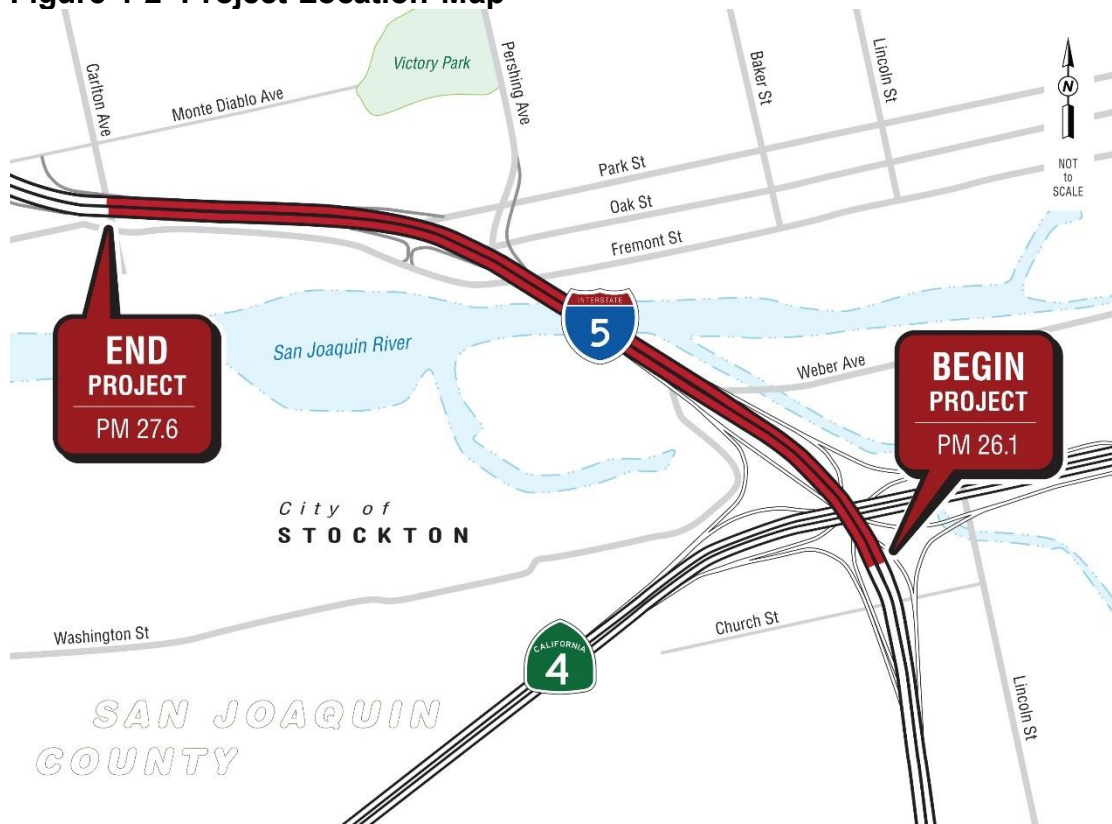 Figure 1-2 Project Location Map
Victory Park
Carlton Ave
Monte Diablo Ave
Pershing Ave
Baker St
Lincoln St
N
NOT
to
SCALE
Park St
Oak St
Fremont St
INTERSTATE
5
San Joaquin River
Weber Ave
END
PROJECT
PM 27.6
BEGIN
PROJECT
PM 26.1
City of
STOCKTON
Washington St
Church St
CALIFORNIA
4
Lincoln St
SAN JOAQUIN
COUNTY